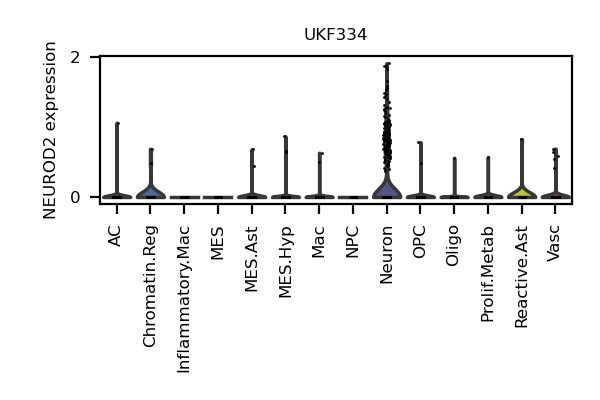 UKF334
NEUROD2 expression
2
0
AC
Chromatin.Reg
Inflammatory.Mac
MES
MES.Ast
MES.Hyp
Mac
NPC
Neuron
OPC
Oligo
Prolif.Metab
Reactive.Ast
Vasc